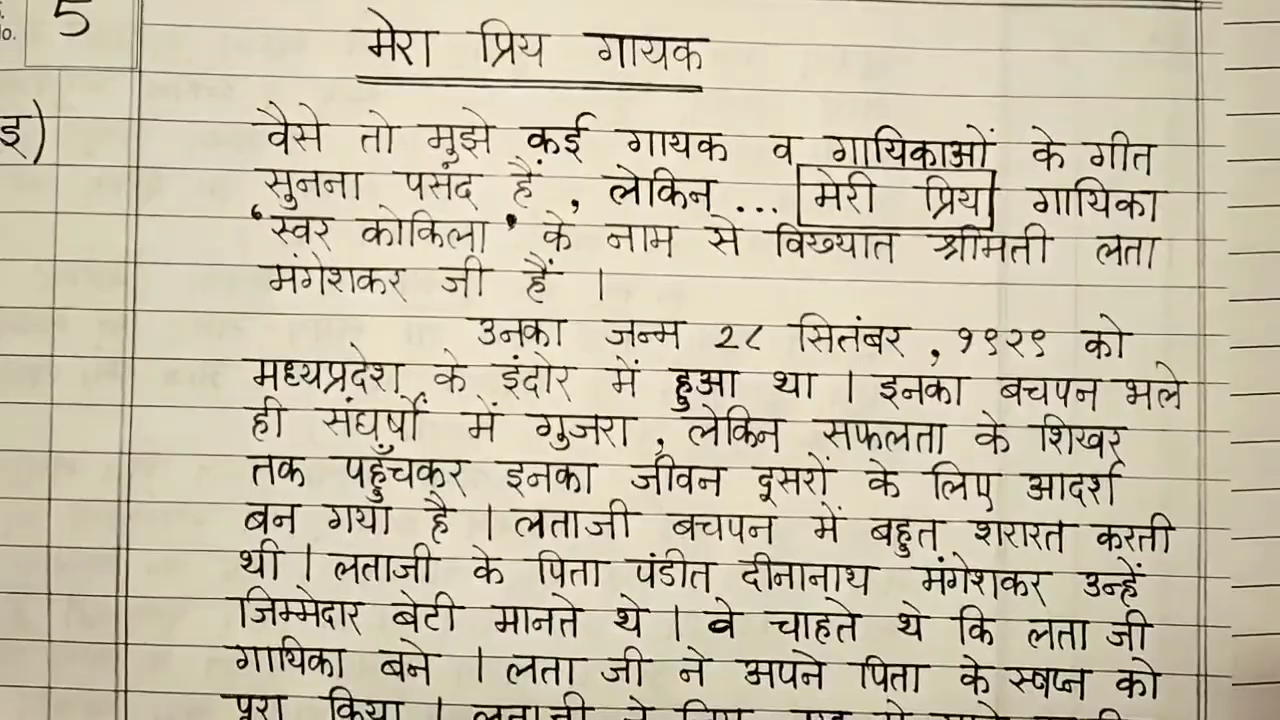 o.
5
मेरा प्रिय गायक
इ)
वैसे तो मुझे कई गायक व गायिकाओं के गीत
सुनना पसंद हैं, लेकिन... मेरी प्रिय गायिका
'स्वर कोकिला' के नाम से विख्यात श्रीमती लता
मंगेशकर जी हैं ।
उनका जन्म २८ सितंबर, १९२९ को
मध्यप्रदेश के इंदोर में हुआ था । इनका बचपन भले
ही संघर्षों में गुजरा, लेकिन सफलता के शिखर
तक पहुँचकर इनका जीवन दूसरों के लिए आदर्श
बन गया है । लताजी बचपन में बहुत शरारत करती
थी । लताजी के पिता पंडीत दीनानाथ मंगेशकर उन्हें
जिम्मेदार बेटी मानते थे । वे चाहते थे कि लता जी
गायिका बने । लता जी ने अपने पिता के स्वप्न को
पूरा किया । लताजी